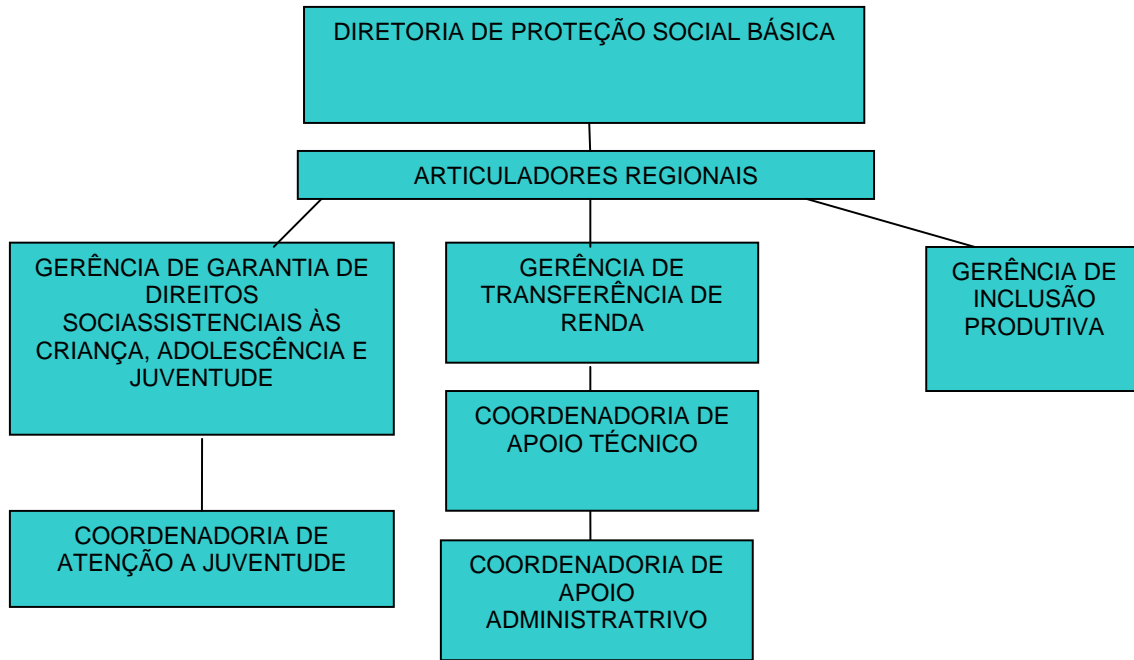 DIRETORIA DE PROTEÇÃO SOCIAL BÁSICA
ARTICULADORES REGIONAIS
GERÊNCIA DE GARANTIA DE
DIREITOS
SOCIASSISTENCIAIS ÀS
CRIANÇA, ADOLESCÊNCIA E
JUVENTUDE
GERÊNCIA DE
TRANSFERÊNCIA DE
RENDA
GERÊNCIA DE
INCLUSÃO
PRODUTIVA
COORDENADORIA DE
APOIO TÉCNICO
COORDENADORIA DE
ATENÇÃO A JUVENTUDE
COORDENADORIA DE
APOIO
ADMINISTRATRIVO